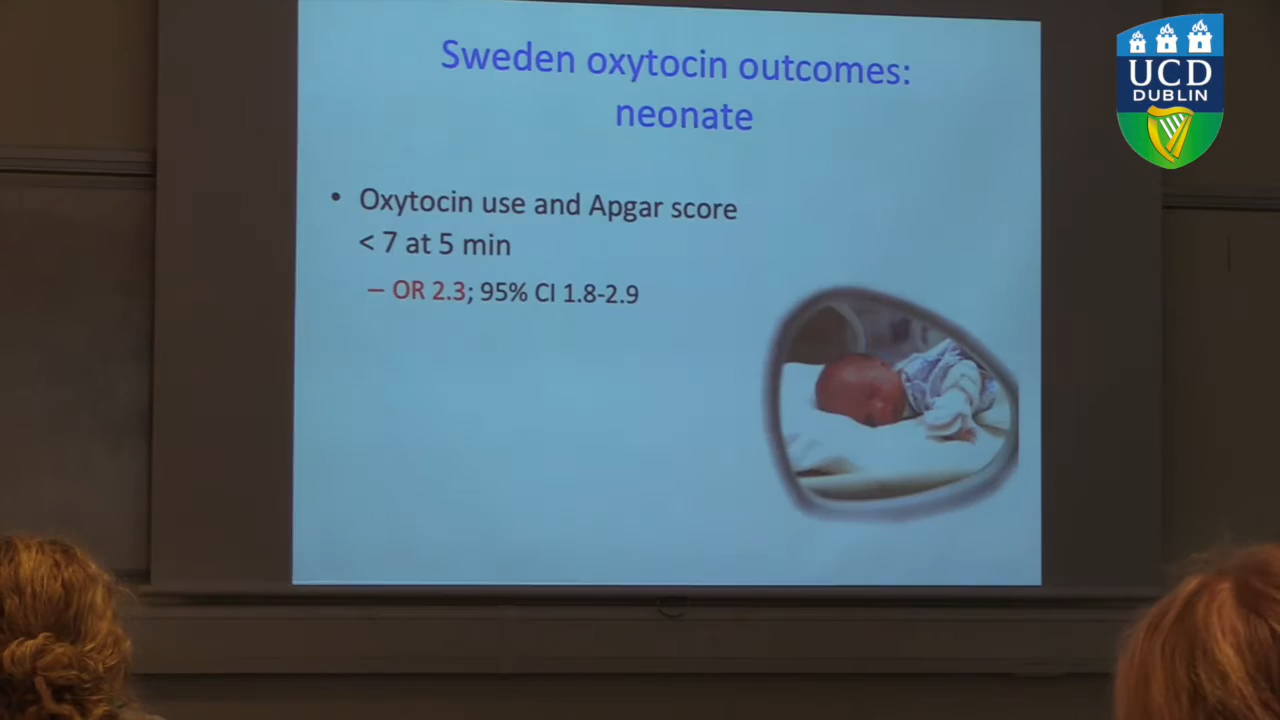 Sweden oxytocin outcomes:
neonate
• Oxytocin use and Apgar score
< 7 at 5 min
– OR 2.3; 95% CI 1.8-2.9
UCD
DUBLIN